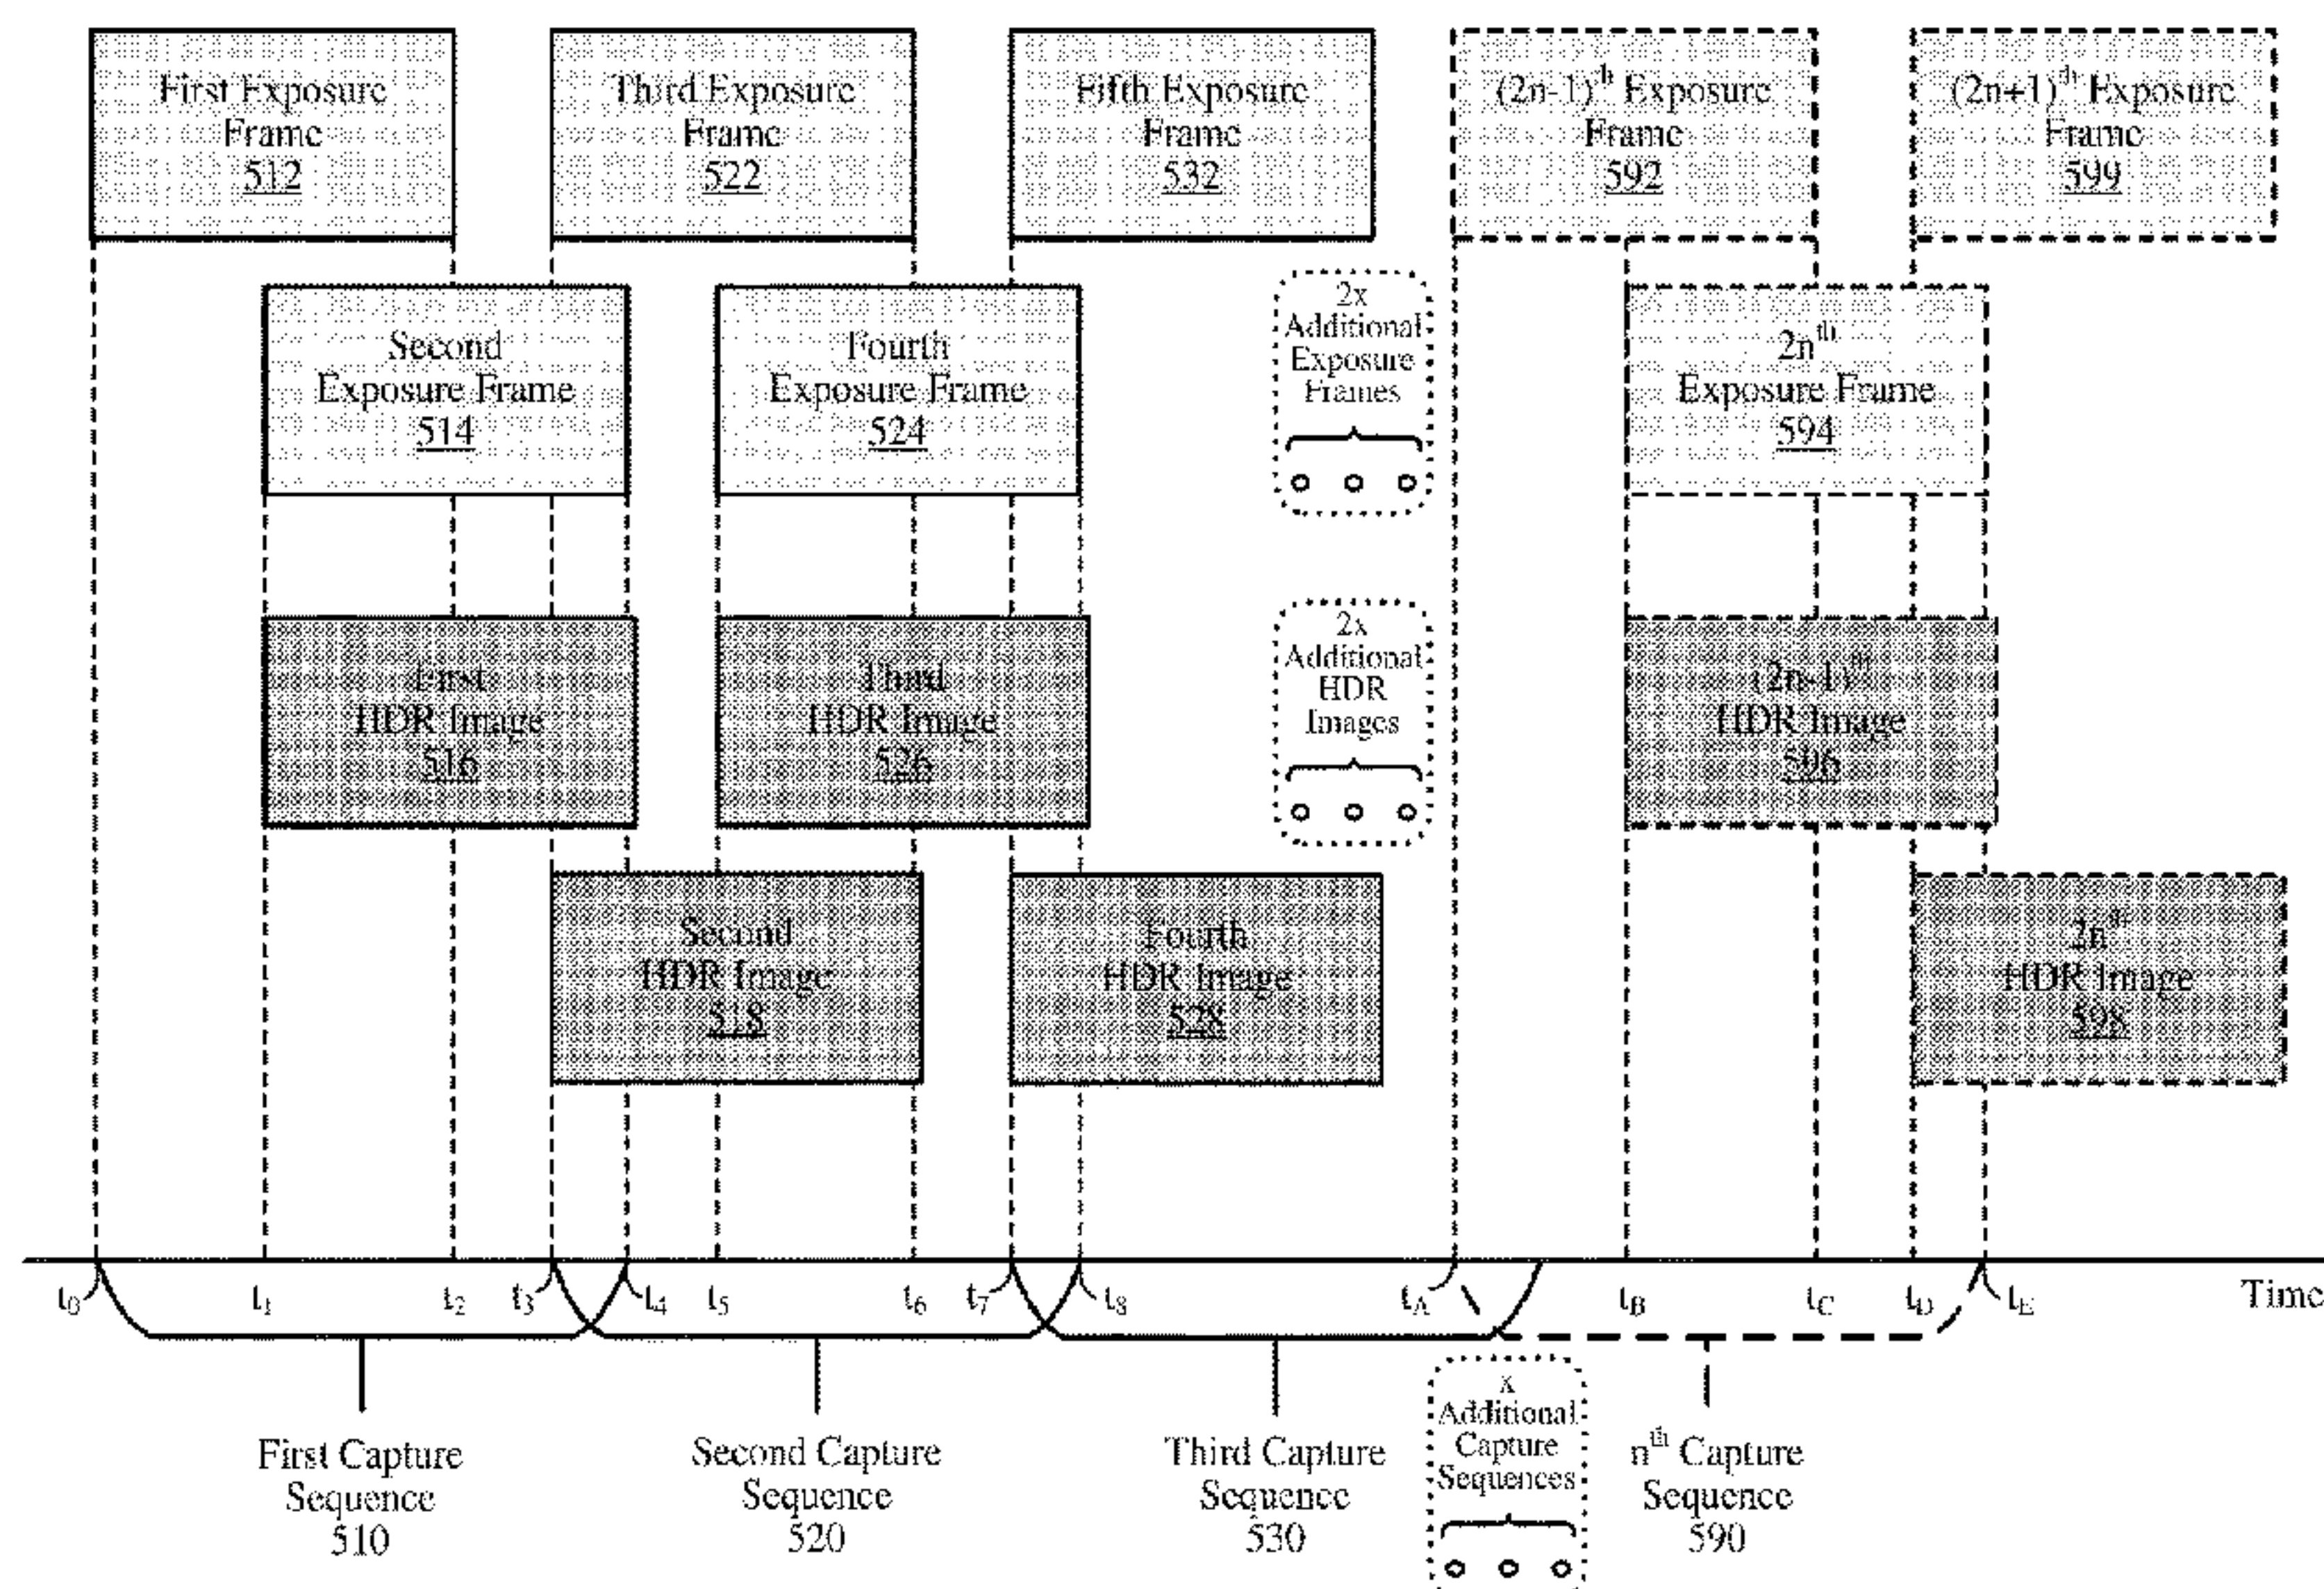 First Exposure
Frame
512
Third Exposure
Frame
522
Fifth Exposure
Frame
532
(2n-1)th Exposure
Frame
592
(2n+1)th Exposure
Frame
599
Second
Exposure Frame
514
Fourth
Exposure Frame
524
2x
Additional
Exposure
Frames
2nth
Exposure Frame
594
First
HDR Image
516
Third
HDR Image
526
2x
Additional
HDR
Images
(2n-1)th
HDR Image
596
Second
HDR Image
518
Fourth
HDR Image
528
2nth
HDR Image
598
t0 t1 t2 t3 t4 t5 t6 t7 t8 tA tB tC tD tE Time
First Capture
Sequence
510
Second Capture
Sequence
520
Third Capture
Sequence
530
x
Additional
Capture
Sequences
nth Capture
Sequence
590